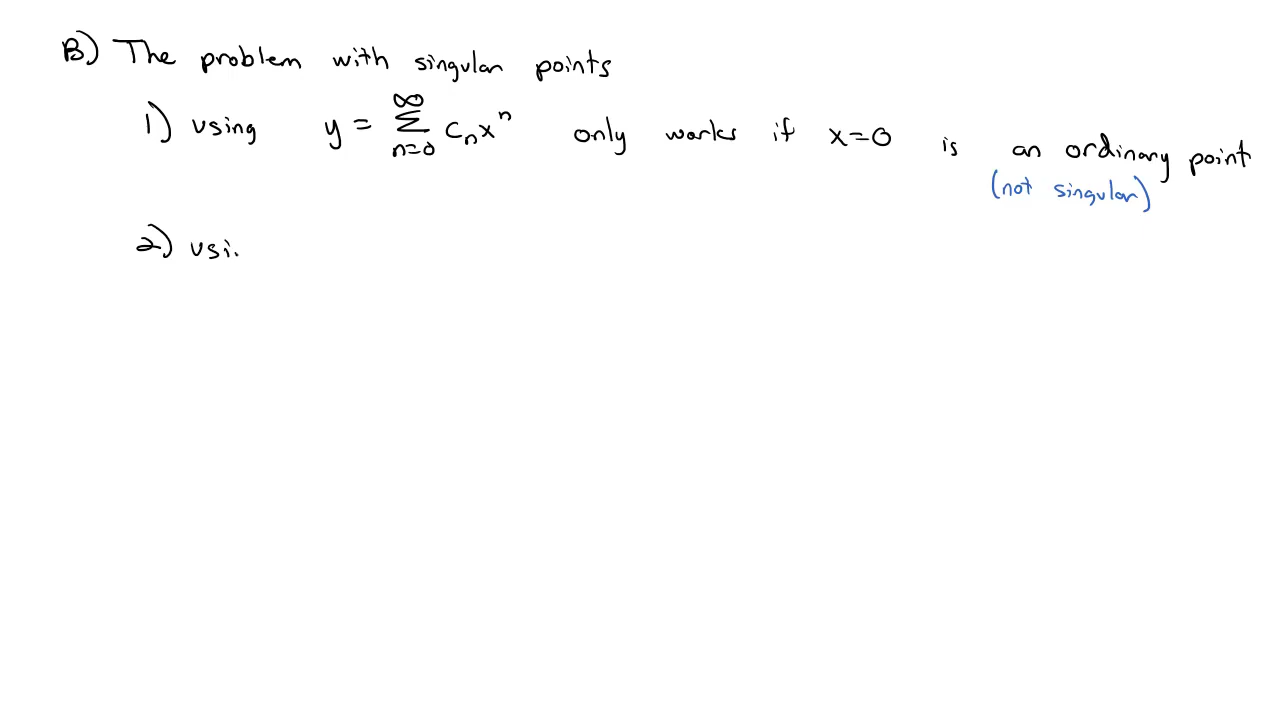 B) The problem with singular points
1) using y = ∑_{n=0}^{∞} c_n x^n only works if x=0 is an ordinary point
(not singular)
2) usi